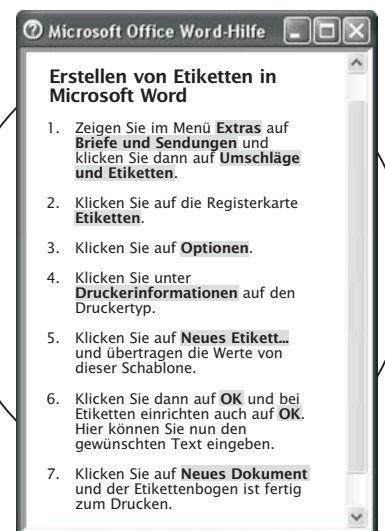 Microsoft Office Word-Hilfe
Erstellen von Etiketten in
Microsoft Word
1. Zeigen Sie im Menü Extras auf
Briefe und Sendungen und
klicken Sie dann auf Umschläge
und Etiketten.
2. Klicken Sie auf die Registerkarte
Etiketten.
3. Klicken Sie auf Optionen.
4. Klicken Sie unter
Druckerinformationen auf den
Druckertyp.
5. Klicken Sie auf Neues Etikett...
und übertragen die Werte von
dieser Schablone.
6. Klicken Sie dann auf OK und bei
Etiketten einrichten auch auf OK.
Hier können Sie nun den
gewünschten Text eingeben.
7. Klicken Sie auf Neues Dokument
und der Etikettenbogen ist fertig
zum Drucken.